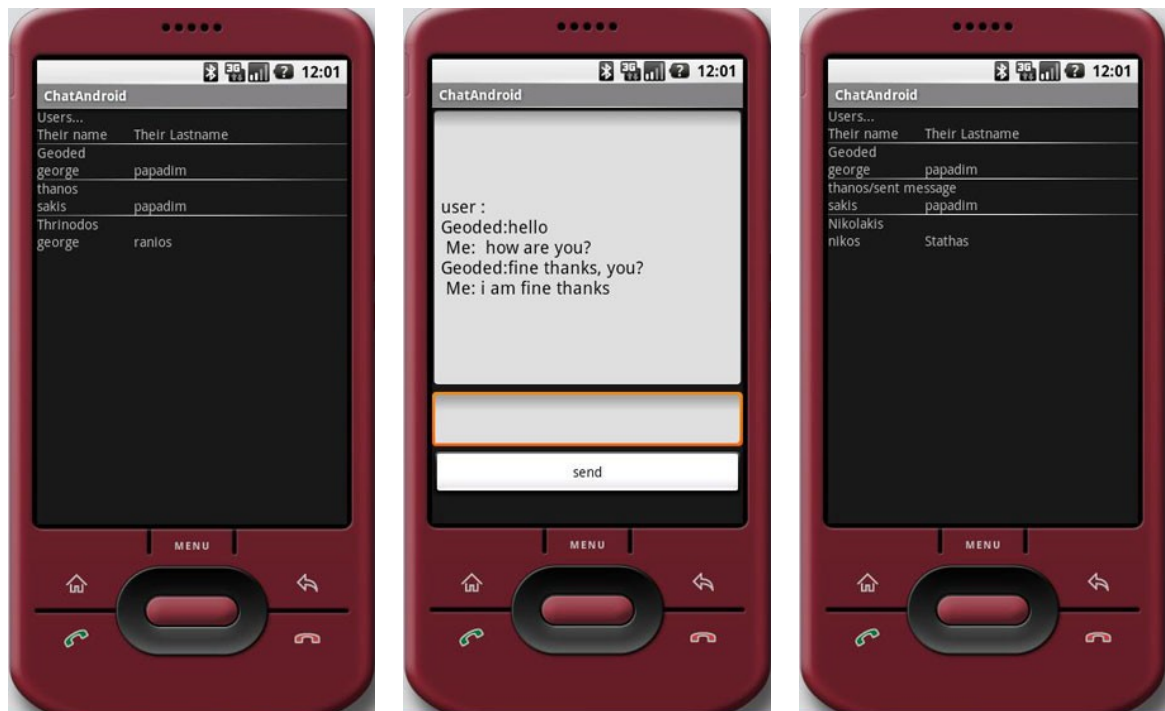 12:01
ChatAndroid
Users...
Their name Their Lastname
Geoded
george papadim
thanos
sakis papadim
Thrinodos
george ranios
MENU
12:01
ChatAndroid
user :
Geoded:hello
Me: how are you?
Geoded:fine thanks, you?
Me: i am fine thanks
send
MENU
12:01
ChatAndroid
Users...
Their name Their Lastname
Geoded
george papadim
thanos/sent message
sakis papadim
Nikolakis
nikos Stathas
MENU